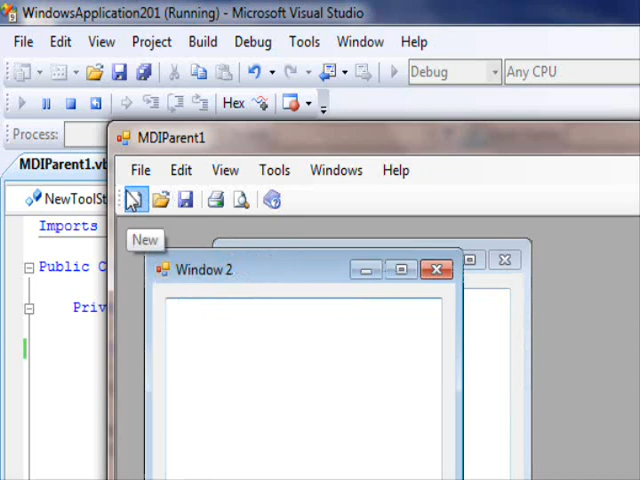 WindowsApplication201 (Running) - Microsoft Visual Studio
File Edit View Project Build Debug Tools Window Help
Debug Any CPU
Hex
Process:
MDIParent1
MDIParent1.vb
File Edit View Tools Windows Help
NewToolSt
New
Imports
Public C
Window 2
Priv